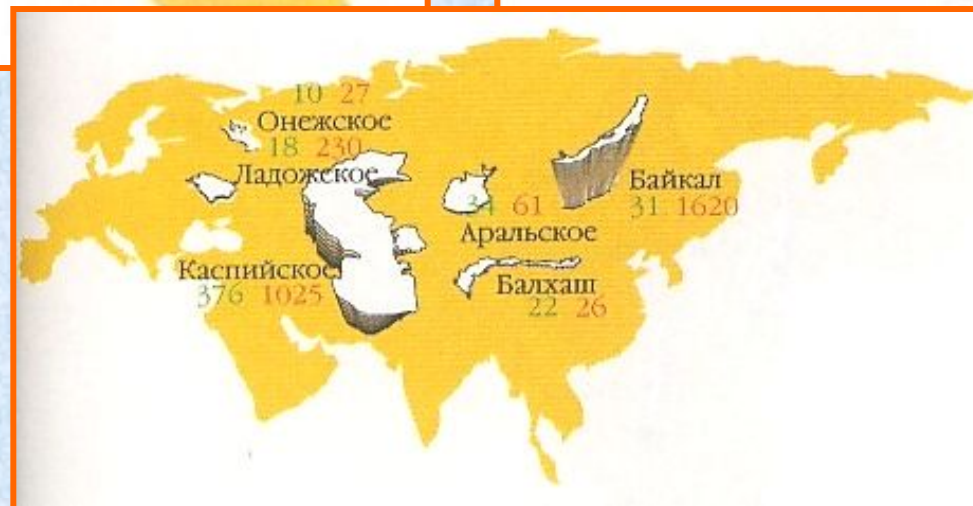 10 27
Онежское
18 230
Ладожское
Байкал
31 1620
34 61
Аральское
Каспийское
376 1025
Балхаш
22 26